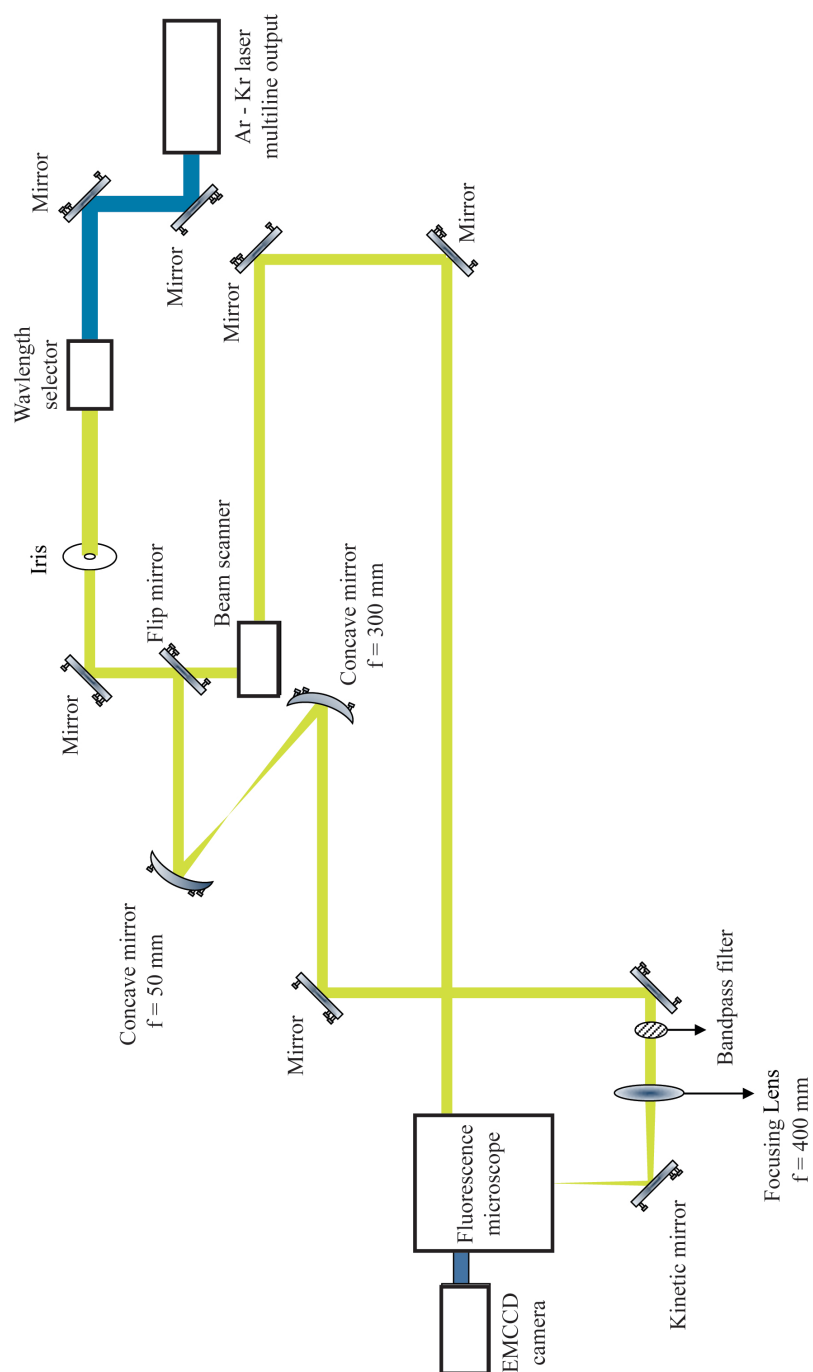 Ar - Kr laser
multiline output
Mirror
Mirror
Wavlength
selector
Iris
Mirror
Flip mirror
Beam scanner
Mirror
Mirror
Concave mirror
f = 300 mm
Concave mirror
f = 50 mm
Mirror
Bandpass filter
Focusing Lens
f = 400 mm
Kinetic mirror
Fluorescence
microscope
EMCCD
camera